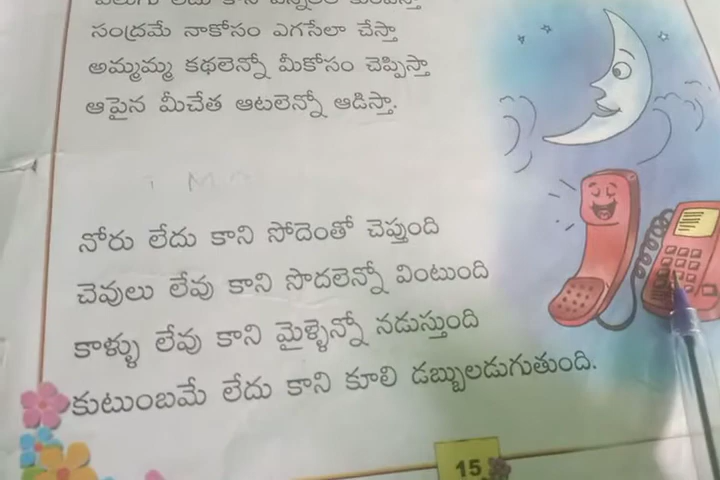 సంద్రమే నాకోసం ఎగసేలా చేస్తా
అమ్మమ్మ కథలెన్నో మీకోసం చెప్పిస్తా
ఆపైన మీచేత ఆటలెన్నో ఆడిస్తా.
నోరు లేదు కాని సోదెంతో చెప్తుంది
చెవులు లేవు కాని సొదలెన్నో వింటుంది
కాళ్ళు లేవు కాని మైళ్ళెన్నో నడుస్తుంది
కుటుంబమే లేదు కాని కూలి డబ్బులడుగుతుంది.
15